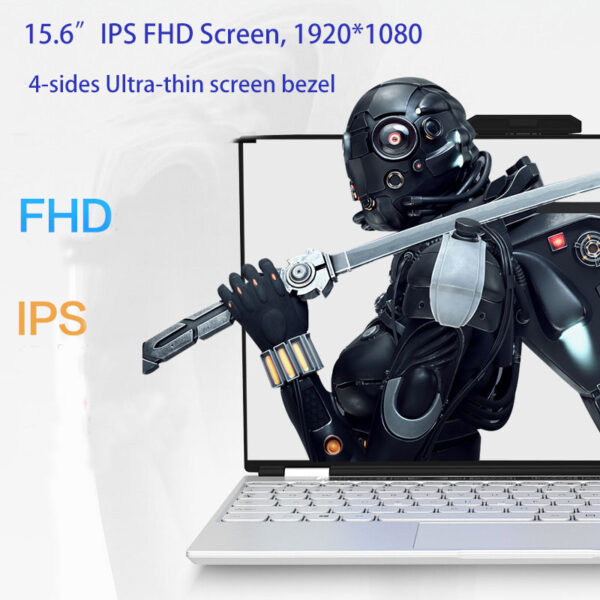 15.6” IPS FHD Screen, 1920*1080
4-sides Ultra-thin screen bezel
FHD
IPS